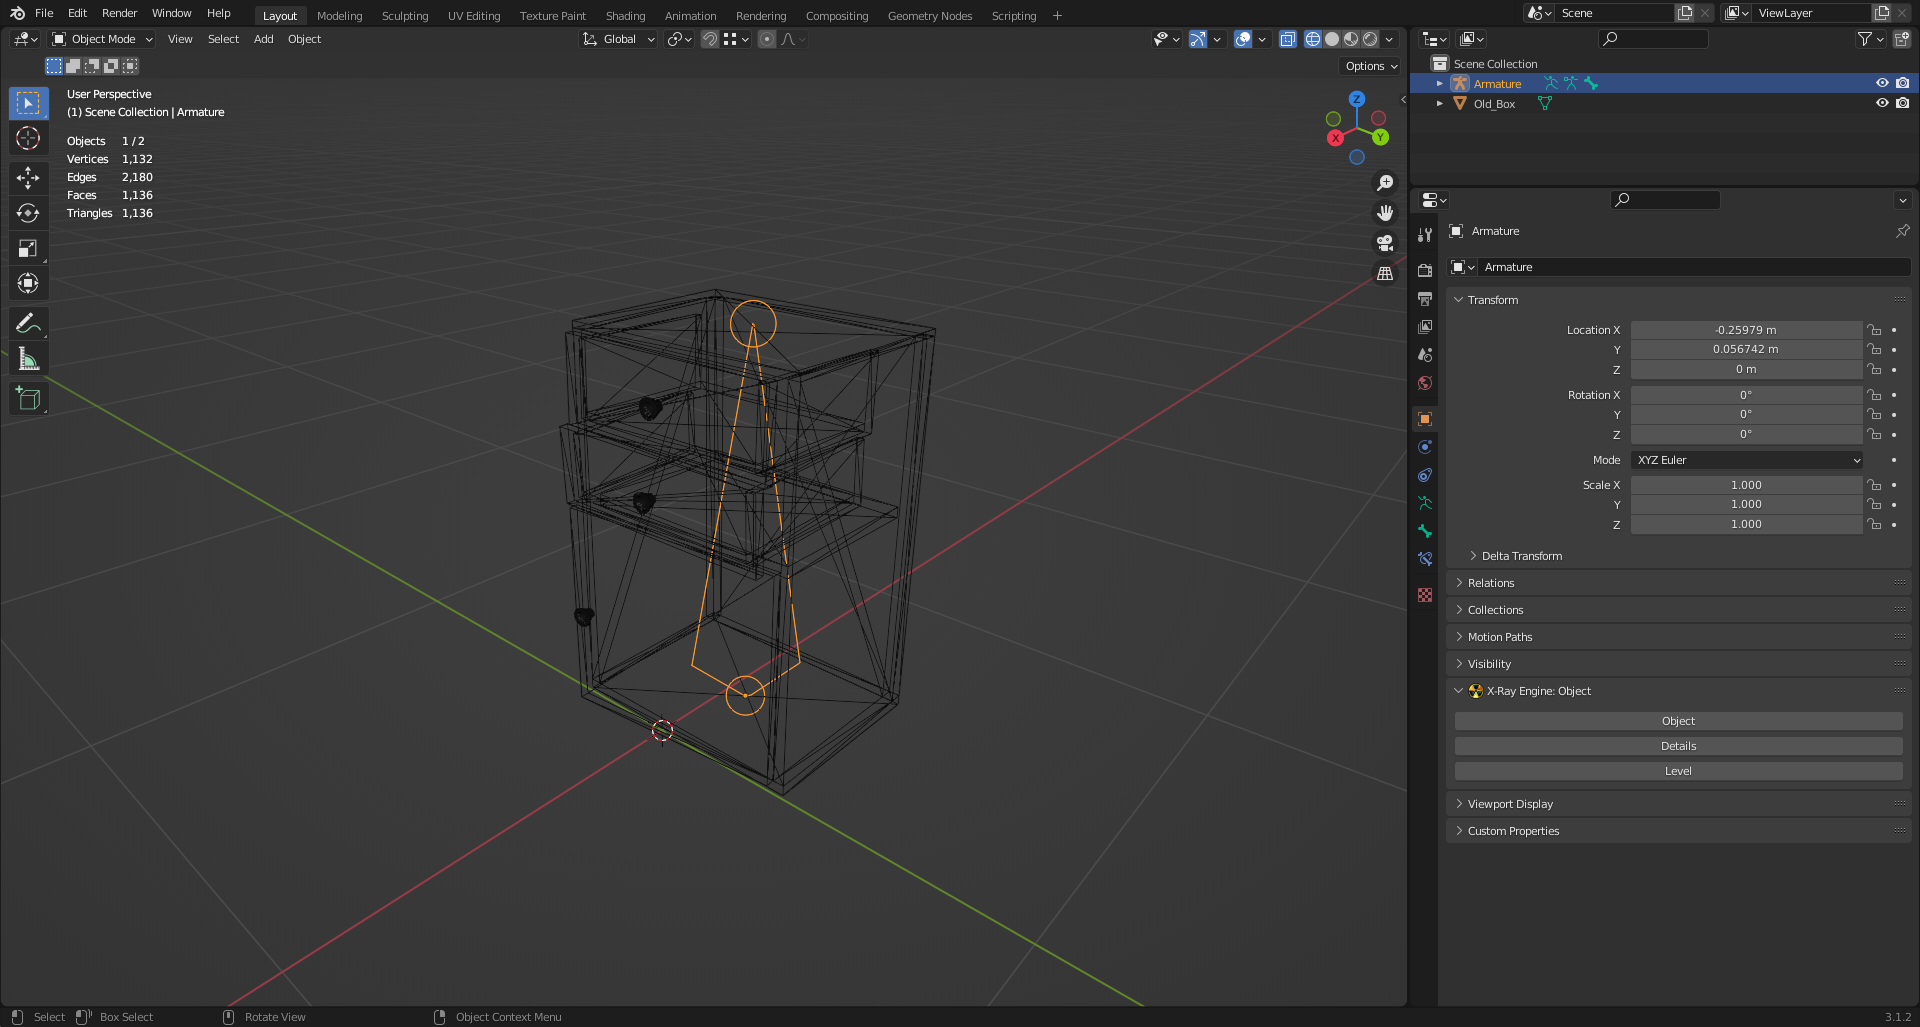 File Edit Render Window Help Layout Modeling Sculpting UV Editing Texture Paint Shading Animation Rendering Compositing Geometry Nodes Scripting + Scene ViewLayer
Object Mode View Select Add Object Global
Options
User Perspective
(1) Scene Collection | Armature
Objects 1 / 2
Vertices 1,132
Edges 2,180
Faces 1,136
Triangles 1,136
Z
X
Y
Scene Collection
Armature
Old_Box
Armature
Armature
Transform
Location X -0.25979 m
Y 0.056742 m
Z 0 m
Rotation X 0°
Y 0°
Z 0°
Mode XYZ Euler
Scale X 1.000
Y 1.000
Z 1.000
Delta Transform
Relations
Collections
Motion Paths
Visibility
X-Ray Engine: Object
Object
Details
Level
Viewport Display
Custom Properties
Select Box Select Rotate View Object Context Menu 3.1.2